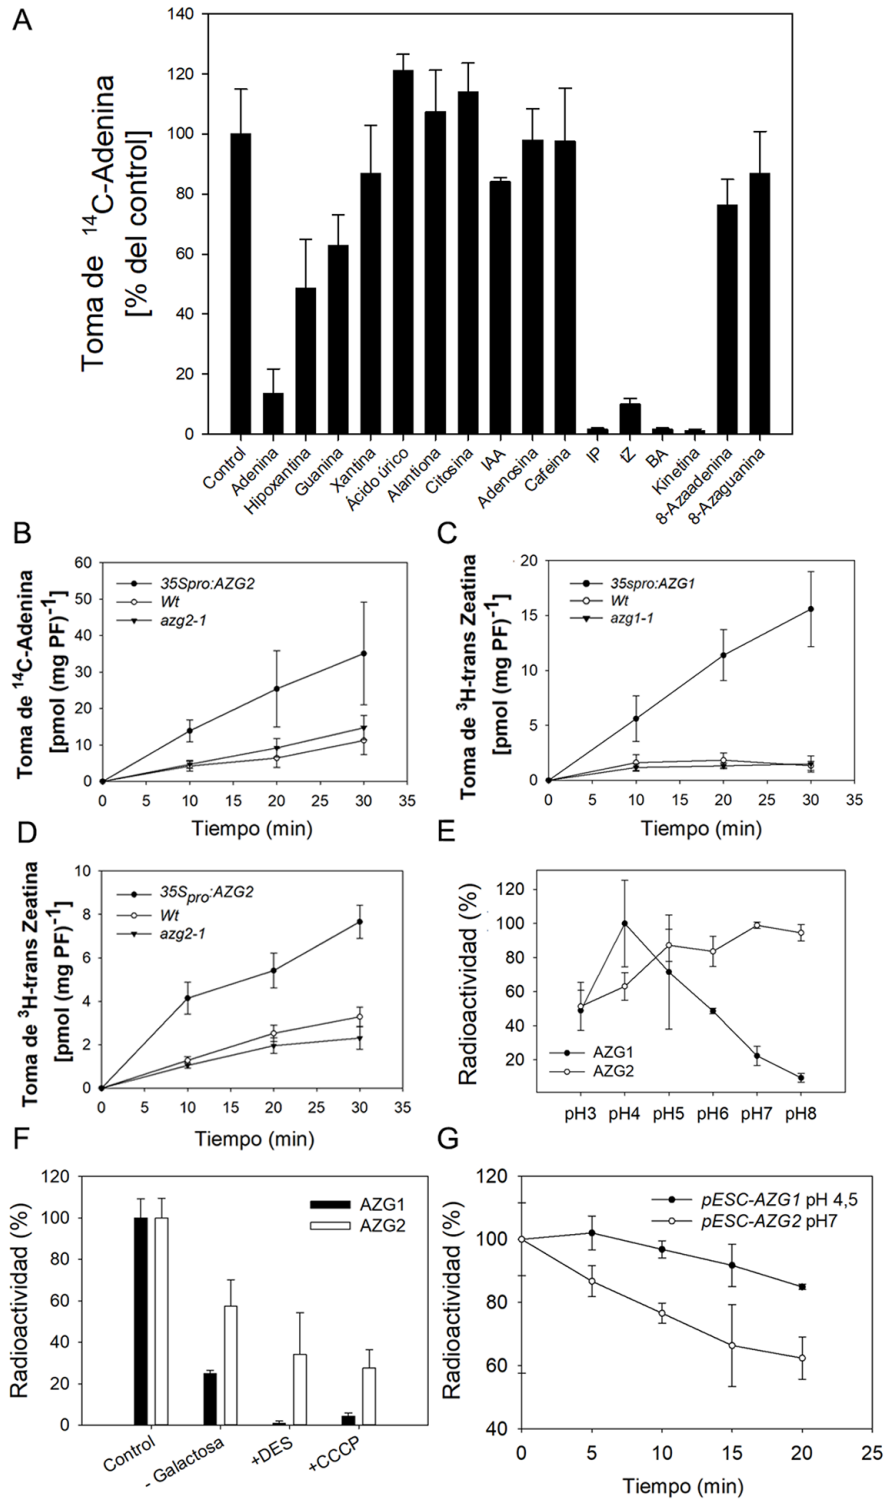 A
Toma de ¹⁴C-Adenina
[% del control]
140
120
100
80
60
40
20
0
Control
Adenina
Hipoxantina
Guanina
Xantina
Ácido úrico
Alantiona
Citosina
IAA
Adenosina
Cafeina
IP
tZ
BA
Kinetina
8-Azaadenina
8-Azaguanina
B
Toma de ¹⁴C-Adenina
[pmol (mg PF)⁻¹]
60
50
40
30
20
10
0
35Spro:AZG2
Wt
azg2-1
0 5 10 15 20 25 30 35
Tiempo (min)
C
Toma de ³H-trans Zeatina
[pmol (mg PF)⁻¹]
20
15
10
5
0
35spro:AZG1
Wt
azg1-1
0 5 10 15 20 25 30 35
Tiempo (min)
D
Toma de ³H-trans Zeatina
[pmol (mg PF)⁻¹]
10
8
6
4
2
0
35Spro:AZG2
Wt
azg2-1
0 5 10 15 20 25 30 35
Tiempo (min)
E
Radioactividad (%)
120
100
80
60
40
20
AZG1
AZG2
pH3 pH4 pH5 pH6 pH7 pH8
F
Radioactividad (%)
120
100
80
60
40
20
0
AZG1
AZG2
Control
- Galactosa
+DES
+CCCP
G
Radioactividad (%)
120
100
80
60
40
pESC-AZG1 pH 4,5
pESC-AZG2 pH7
0 5 10 15 20 25
Tiempo (min)